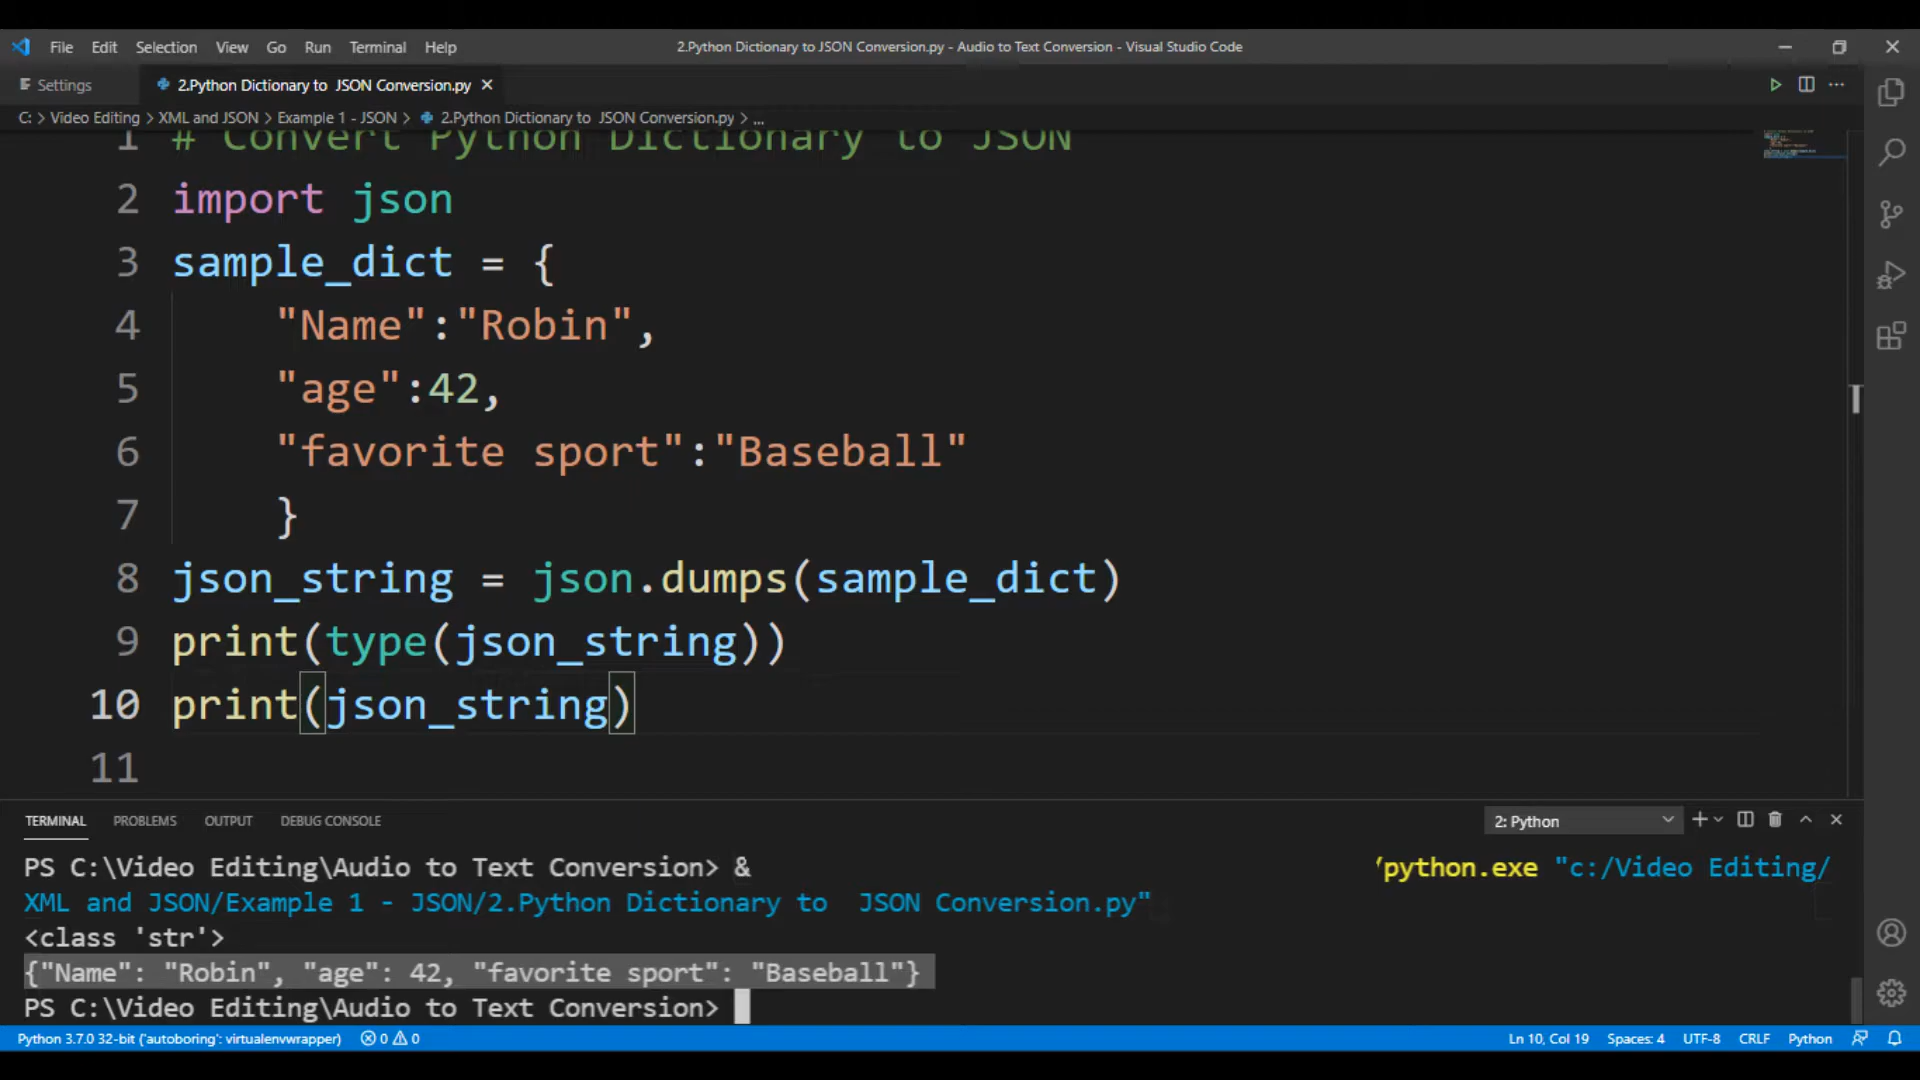 File Edit Selection View Go Run Terminal Help 2.Python Dictionary to JSON Conversion.py - Audio to Text Conversion - Visual Studio Code
Settings 2.Python Dictionary to JSON Conversion.py
C: > Video Editing > XML and JSON > Example 1 - JSON > 2.Python Dictionary to JSON Conversion.py > ...
1 # Convert Python Dictionary to JSON
2 import json
3 sample_dict = {
4 "Name":"Robin",
5 "age":42,
6 "favorite sport":"Baseball"
7 }
8 json_string = json.dumps(sample_dict)
9 print(type(json_string))
10 print(json_string)
11
TERMINAL PROBLEMS OUTPUT DEBUG CONSOLE 2: Python
PS C:\Video Editing\Audio to Text Conversion> & python.exe "c:/Video Editing/
XML and JSON/Example 1 - JSON/2.Python Dictionary to  JSON Conversion.py"
<class 'str'>
{"Name": "Robin", "age": 42, "favorite sport": "Baseball"}
PS C:\Video Editing\Audio to Text Conversion>
Python 3.7.0 32-bit ('autoboring': virtualenvwrapper) 0 0 Ln 10, Col 19 Spaces: 4 UTF-8 CRLF Python